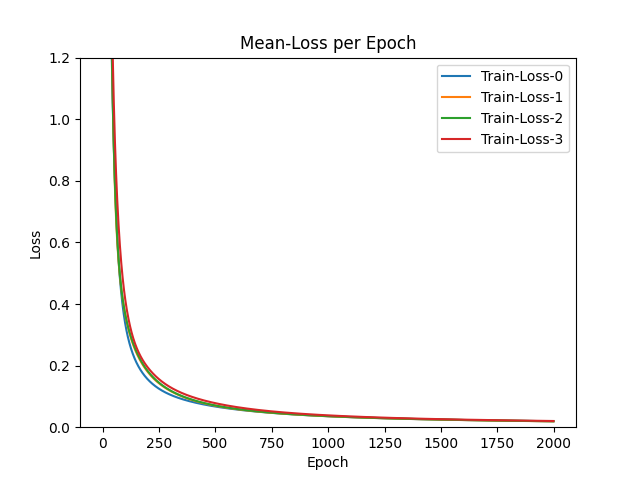 Mean-Loss per Epoch
1.2
1.0
0.8
0.6
0.4
0.2
0.0
Loss
Train-Loss-0
Train-Loss-1
Train-Loss-2
Train-Loss-3
0 250 500 750 1000 1250 1500 1750 2000
Epoch